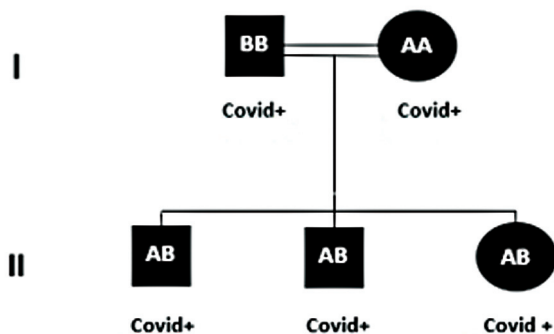 I
BB AA
Covid+ Covid+
II
AB AB AB
Covid+ Covid+ Covid +